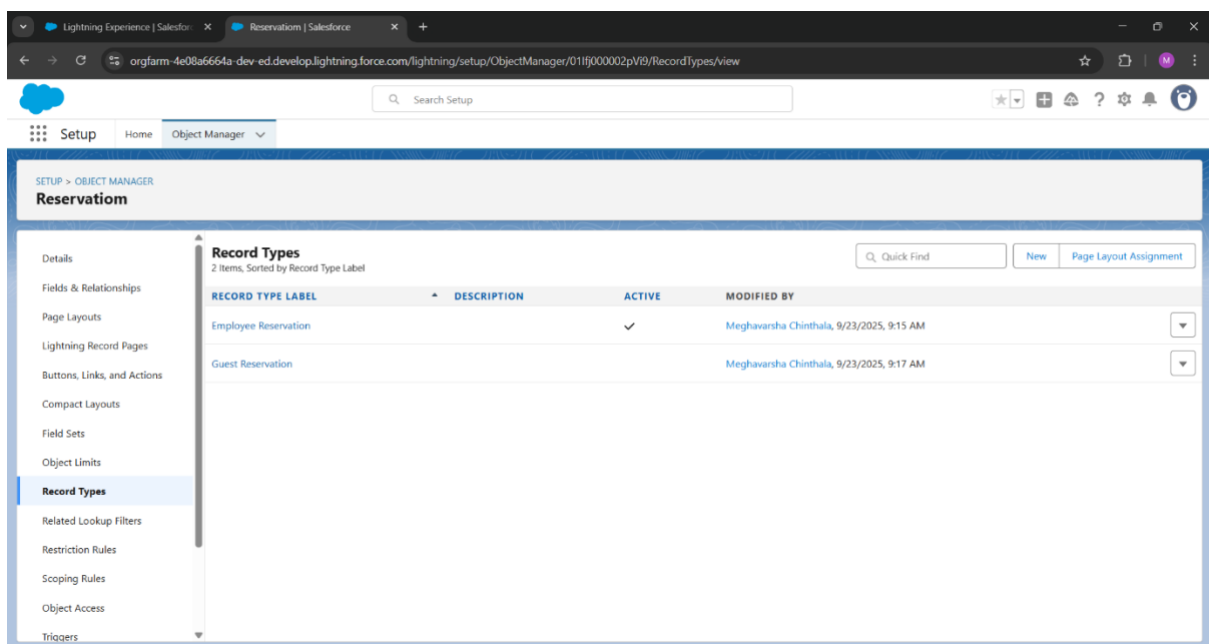 Lightning Experience | Salesforc
Reservatiom | Salesforce
orgfarm-4e08a6664a-dev-ed.develop.lightning.force.com/lightning/setup/ObjectManager/01Ifj000002pVi9/RecordTypes/view
M
Search Setup
Setup Home Object Manager
SETUP > OBJECT MANAGER
Reservatiom
Details
Fields & Relationships
Page Layouts
Lightning Record Pages
Buttons, Links, and Actions
Compact Layouts
Field Sets
Object Limits
Record Types
Related Lookup Filters
Restriction Rules
Scoping Rules
Object Access
Triggers
Record Types
2 Items, Sorted by Record Type Label
Quick Find
New
Page Layout Assignment
RECORD TYPE LABEL DESCRIPTION ACTIVE MODIFIED BY
Employee Reservation Meghavarsha Chinthala, 9/23/2025, 9:15 AM
Guest Reservation Meghavarsha Chinthala, 9/23/2025, 9:17 AM